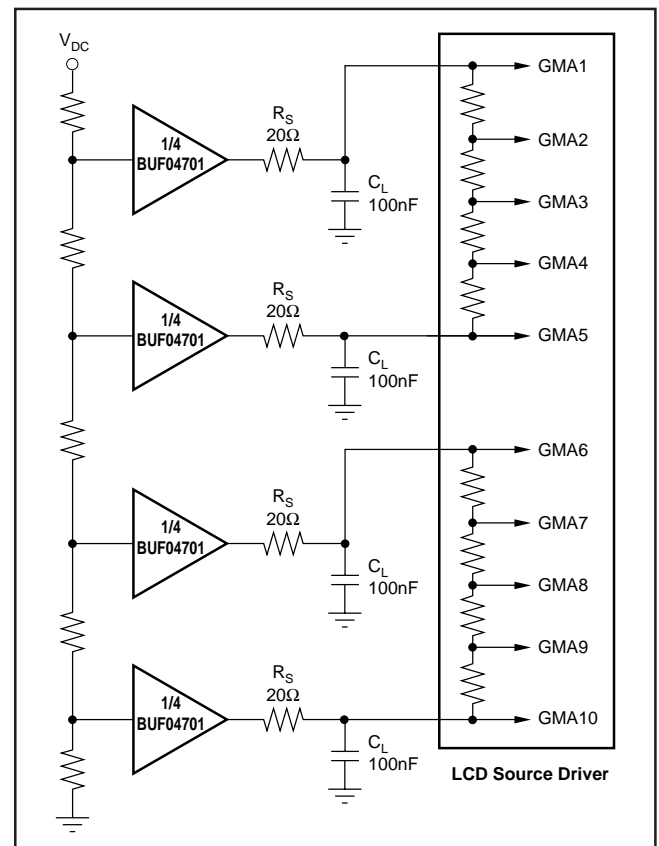 V_DC
1/4
BUF04701
R_S
20Ω
C_L
100nF
GMA1
GMA2
GMA3
GMA4
1/4
BUF04701
R_S
20Ω
C_L
100nF
GMA5
1/4
BUF04701
R_S
20Ω
C_L
100nF
GMA6
GMA7
GMA8
GMA9
1/4
BUF04701
R_S
20Ω
C_L
100nF
GMA10
LCD Source Driver